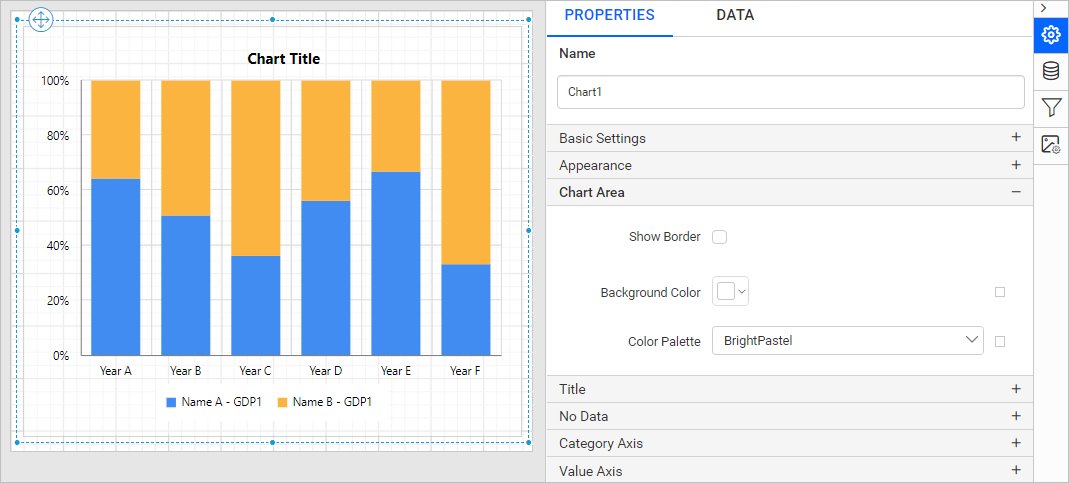 Chart Title
100%
80%
60%
40%
20%
0%
Year A Year B Year C Year D Year E Year F
Name A - GDP1 Name B - GDP1
PROPERTIES DATA
Name
Chart1
Basic Settings
Appearance
Chart Area
Show Border
Background Color
Color Palette BrightPastel
Title
No Data
Category Axis
Value Axis